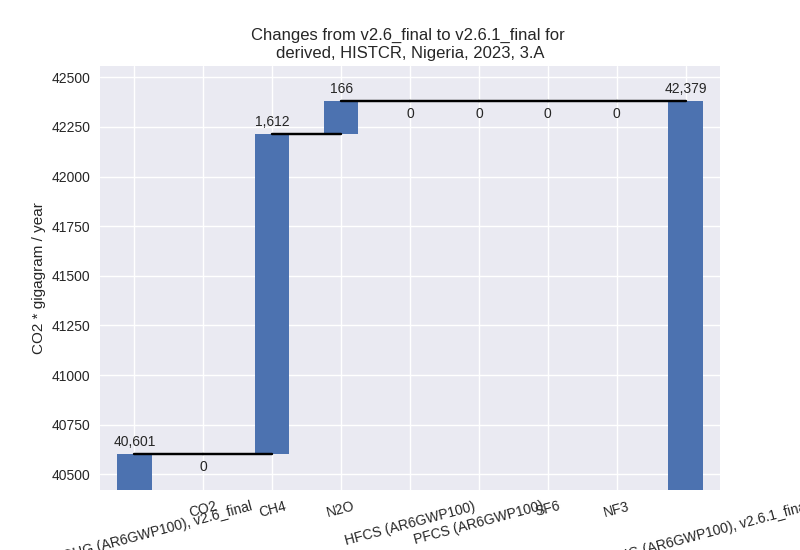 Changes from v2.6_final to v2.6.1_final for
derived, HISTCR, Nigeria, 2023, 3.A
CO2 * gigagram / year
42500
42250
42000
41750
41500
41250
41000
40750
40500
40,601
0
1,612
166
0
0
0
0
42,379
(AR6GWP100), v2.6_final
CO2
CH4
N2O
HFCS (AR6GWP100)
PFCS (AR6GWP100)
SF6
NF3
(AR6GWP100), v2.6.1_fina